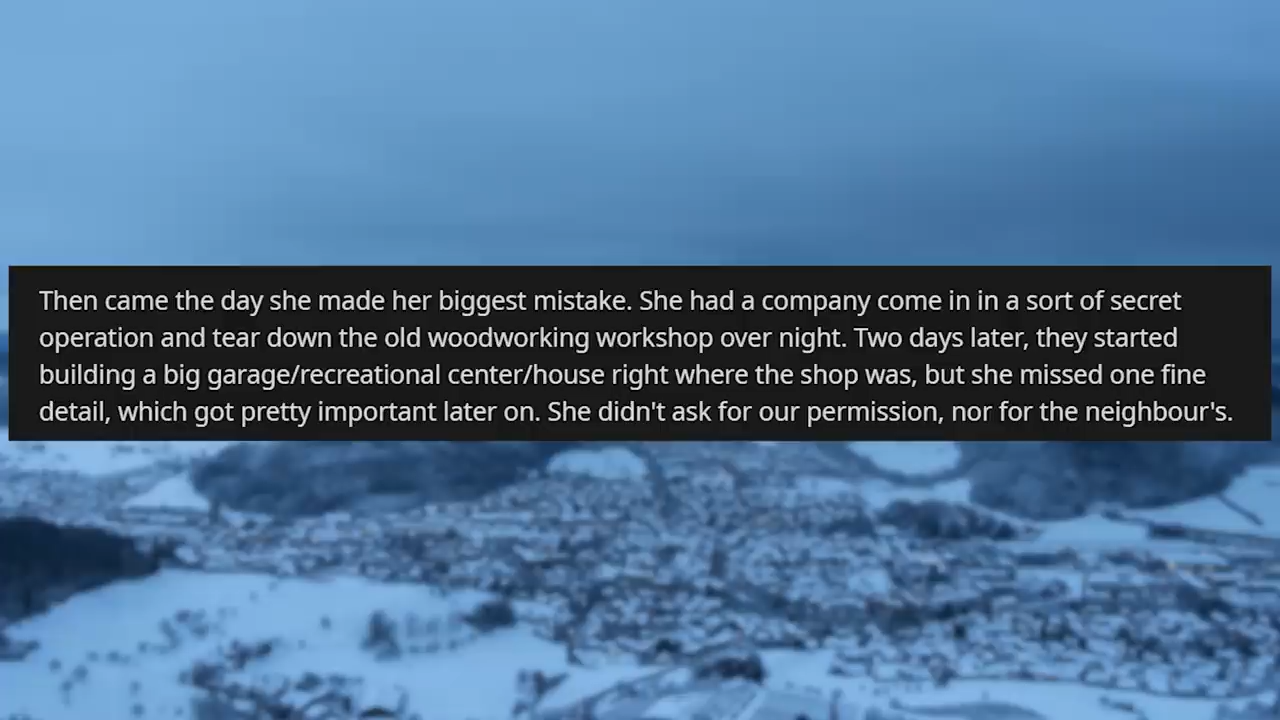 Then came the day she made her biggest mistake. She had a company come in in a sort of secret
operation and tear down the old woodworking workshop over night. Two days later, they started
building a big garage/recreational center/house right where the shop was, but she missed one fine
detail, which got pretty important later on. She didn't ask for our permission, nor for the neighbour's.